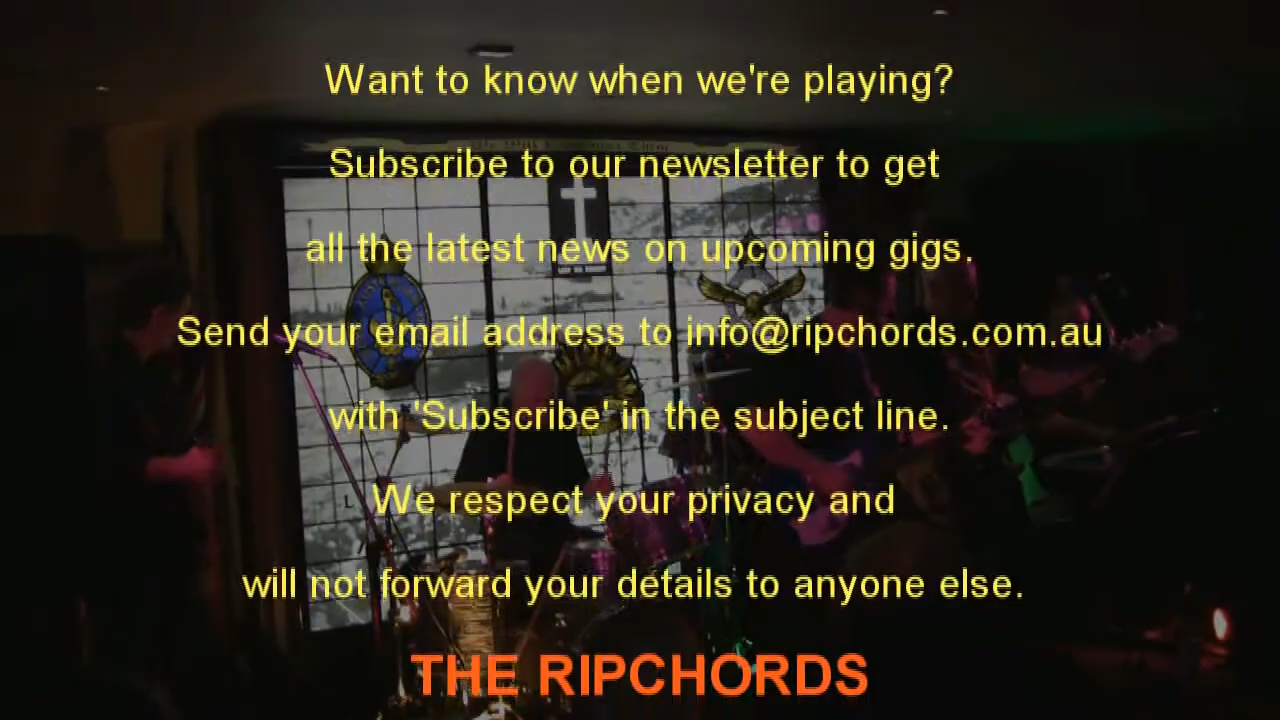 Want to know when we're playing?
Subscribe to our newsletter to get
all the latest news on upcoming gigs.
Send your email address to info@ripchords.com.au
with 'Subscribe' in the subject line.
We respect your privacy and
will not forward your details to anyone else.
THE RIPCHORDS